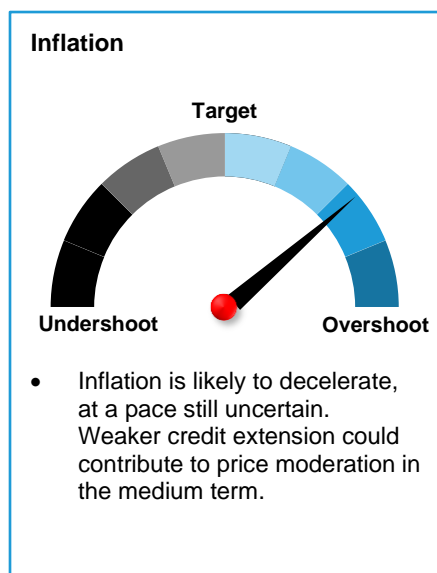 Inflation
Target
Undershoot
Overshoot
• Inflation is likely to decelerate,
at a pace still uncertain.
Weaker credit extension could
contribute to price moderation in
the medium term.